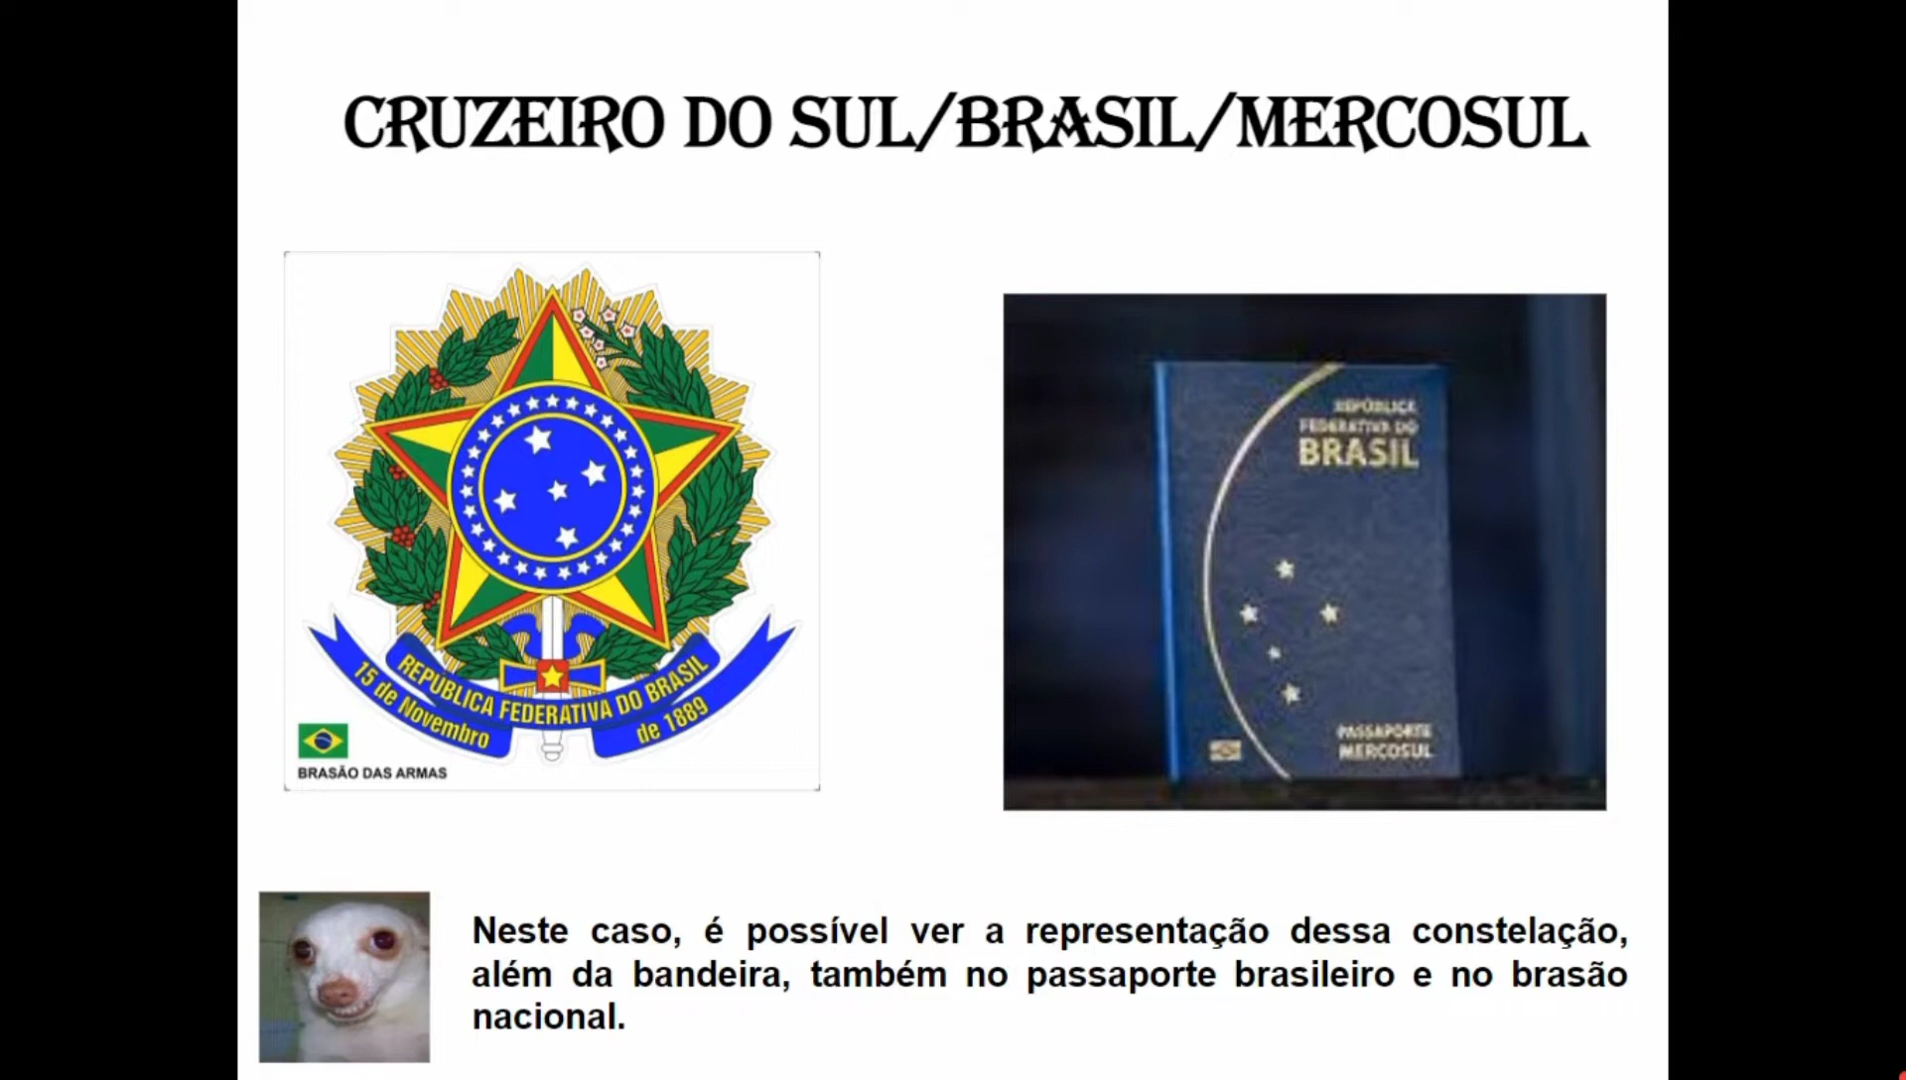 CRUZEIRO DO SUL/BRASIL/MERCOSUL
REPÚBLICA FEDERATIVA DO BRASIL
15 de Novembro
de 1889
BRASÃO DAS ARMAS
REPÚBLICA
FEDERATIVA DO
BRASIL
PASSAPORTE
MERCOSUL
Neste caso, é possível ver a representação dessa constelação,
além da bandeira, também no passaporte brasileiro e no brasão
nacional.